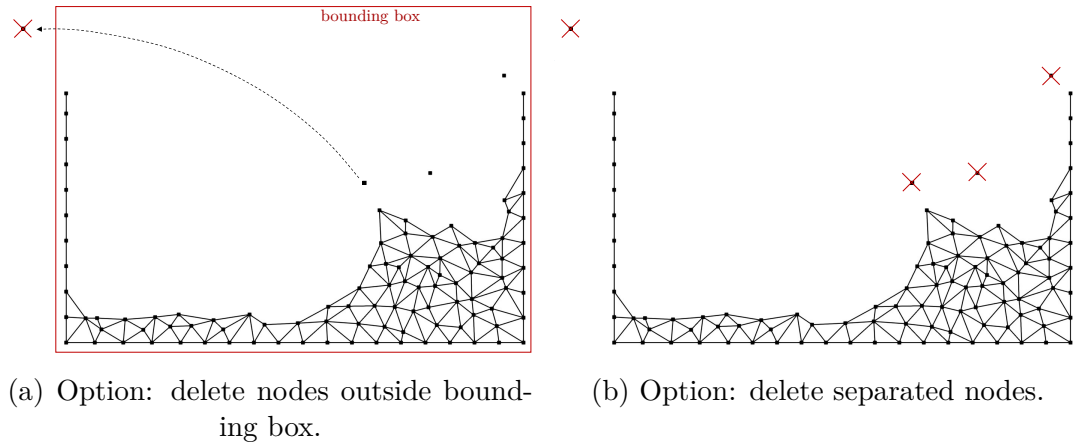 bounding box
(a) Option: delete nodes outside bound-
ing box.
(b) Option: delete separated nodes.